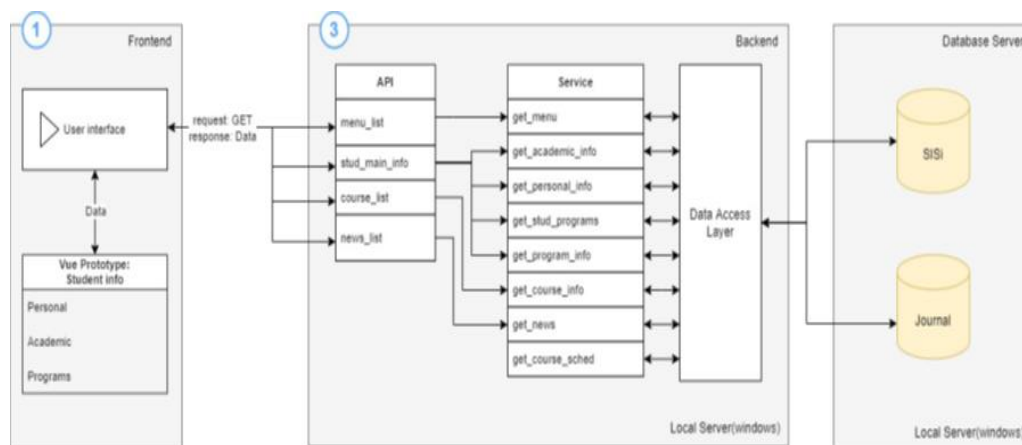 1
Frontend
User interface
Data
Vue Prototype:
Student info
Personal
Academic
Programs
request: GET
response: Data
3
Backend
API
menu_list
stud_main_info
course_list
news_list
Service
get_menu
get_academic_info
get_personal_info
get_stud_programs
get_program_info
get_course_info
get_news
get_course_sched
Data Access
Layer
Local Server(windows)
Database Server
SISi
Journal
Local Server(windows)